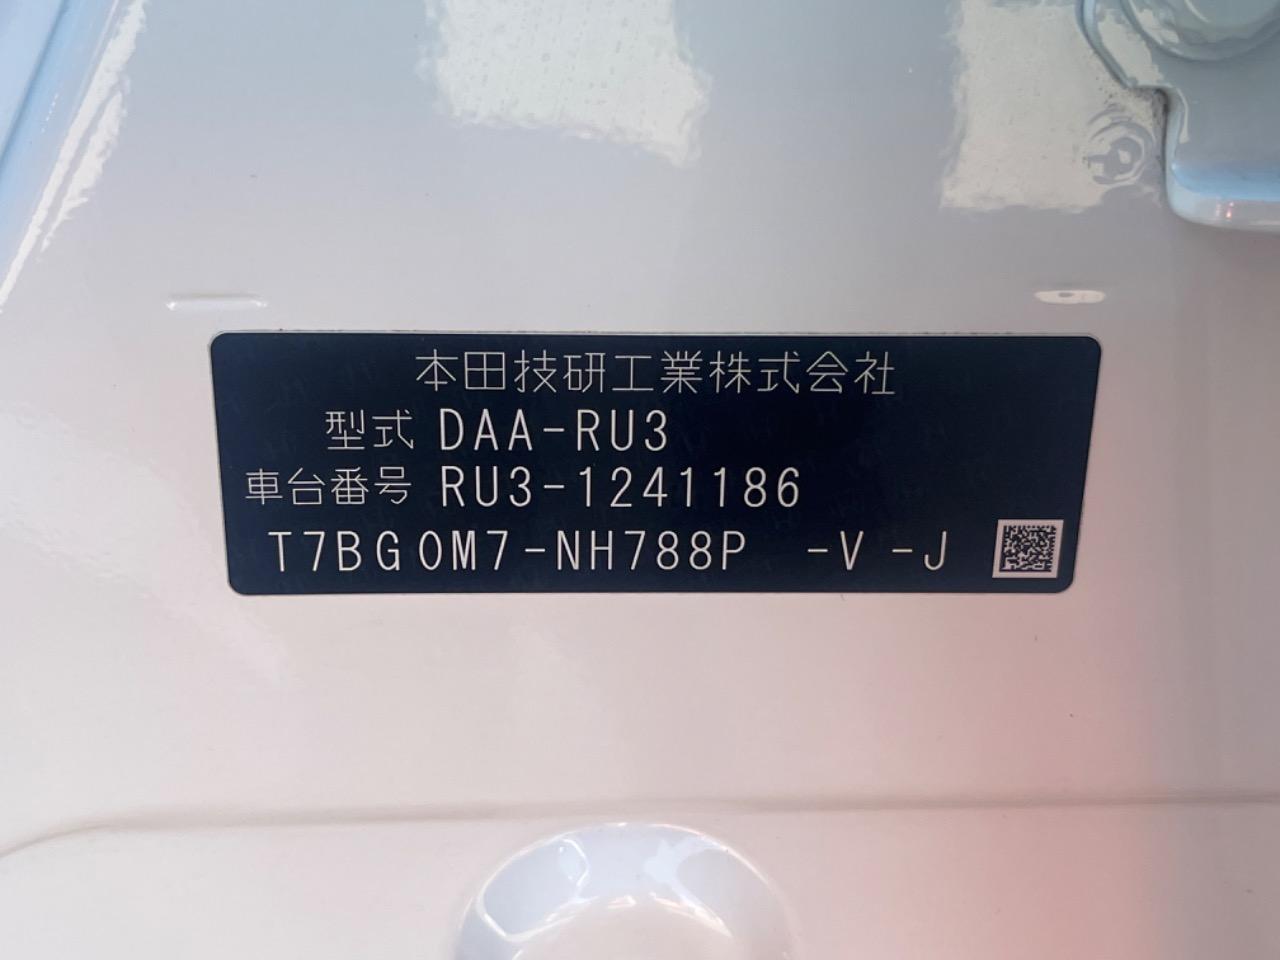 本田技研工業株式会社
型式 DAA-RU3
車台番号 RU3-1241186
T7BG0M7-NH788P -V -J